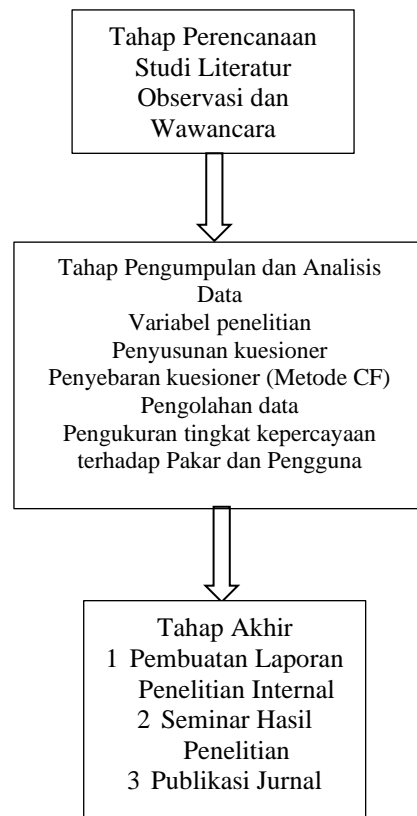 Tahap Perencanaan
Studi Literatur
Observasi dan
Wawancara
Tahap Pengumpulan dan Analisis
Data
Variabel penelitian
Penyusunan kuesioner
Penyebaran kuesioner (Metode CF)
Pengolahan data
Pengukuran tingkat kepercayaan
terhadap Pakar dan Pengguna
Tahap Akhir
1 Pembuatan Laporan
Penelitian Internal
2 Seminar Hasil
Penelitian
3 Publikasi Jurnal